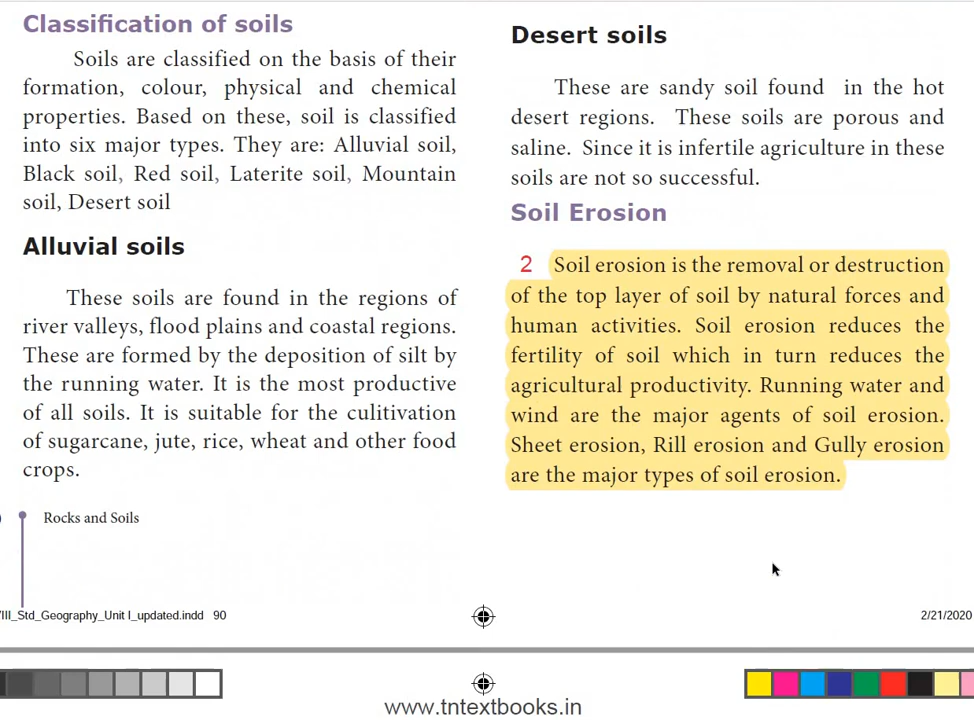 Classification of soils
Soils are classified on the basis of their
formation, colour, physical and chemical
properties. Based on these, soil is classified
into six major types. They are: Alluvial soil,
Black soil, Red soil, Laterite soil, Mountain
soil, Desert soil
Alluvial soils
These soils are found in the regions of
river valleys, flood plains and coastal regions.
These are formed by the deposition of silt by
the running water. It is the most productive
of all soils. It is suitable for the culitivation
of sugarcane, jute, rice, wheat and other food
crops.
Rocks and Soils
Desert soils
These are sandy soil found in the hot
desert regions. These soils are porous and
saline. Since it is infertile agriculture in these
soils are not so successful.
Soil Erosion
2 Soil erosion is the removal or destruction
of the top layer of soil by natural forces and
human activities. Soil erosion reduces the
fertility of soil which in turn reduces the
agricultural productivity. Running water and
wind are the major agents of soil erosion.
Sheet erosion, Rill erosion and Gully erosion
are the major types of soil erosion.
VIII_Std_Geography_Unit I_updated.indd 90
2/21/2020
www.tntextbooks.in